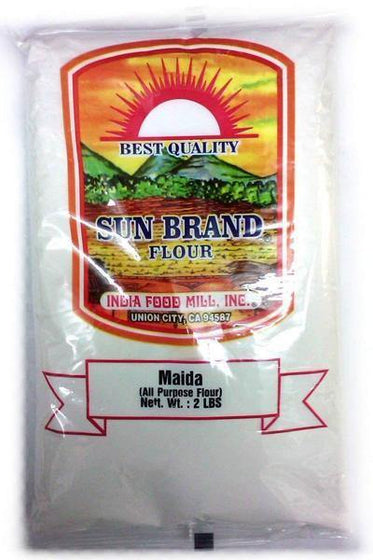 BEST QUALITY
SUN BRAND
FLOUR
INDIA FOOD MILL, INC.
UNION CITY, CA 94587
Maida
(All Purpose Flour)
Nett. Wt. : 2 LBS